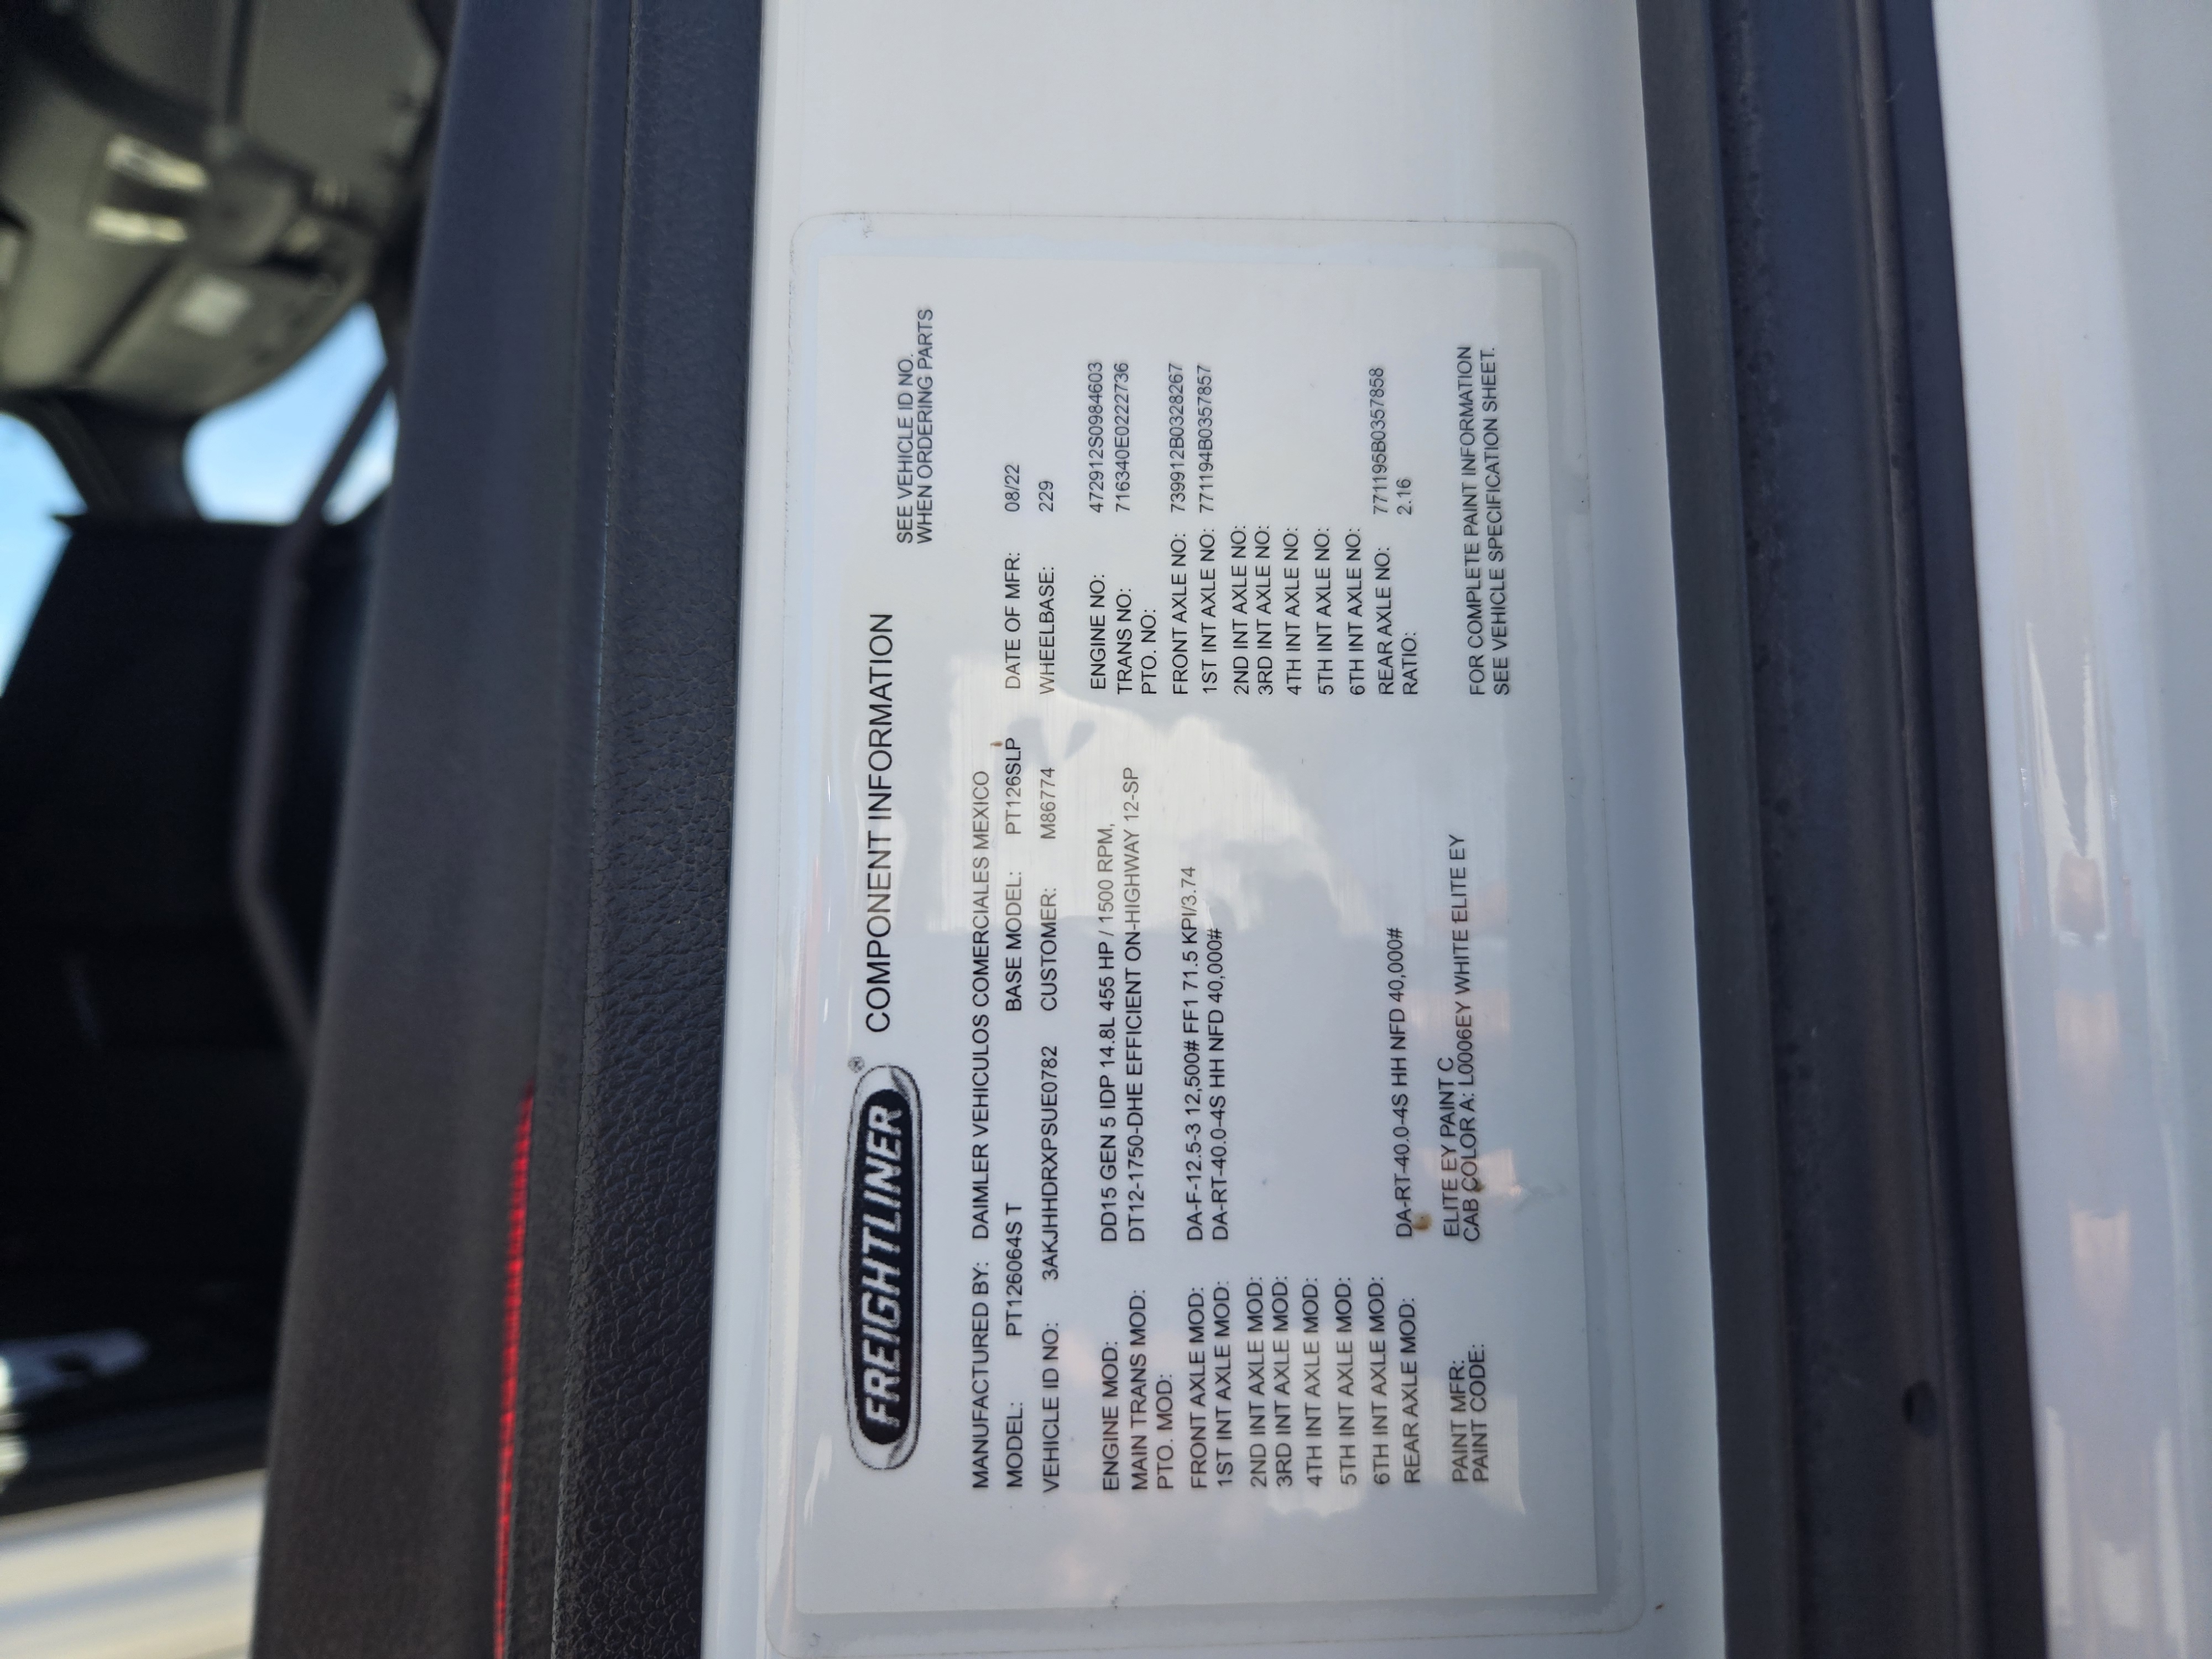 FREIGHTLINER® COMPONENT INFORMATION
SEE VEHICLE ID NO.
WHEN ORDERING PARTS
MANUFACTURED BY: DAIMLER VEHICULOS COMERCIALES MEXICO
MODEL: PT126064S T BASE MODEL: PT126SLP DATE OF MFR: 08/22
VEHICLE ID NO: 3AKJHHDRXPSUE0782 CUSTOMER: M86774 WHEELBASE: 229
ENGINE MOD: DD15 GEN 5 IDP 14.8L 455 HP / 1500 RPM, ENGINE NO: 472912S0984603
MAIN TRANS MOD: DT12-1750-DHE EFFICIENT ON-HIGHWAY 12-SP TRANS NO: 716340E02222736
PTO. MOD: PTO. NO:
FRONT AXLE MOD: DA-F-12.5-3 12,500# FF1 71.5 KPI/3.74 FRONT AXLE NO: 739912B0328267
1ST INT AXLE MOD: DA-RT-40.0-4S HH NFD 40,000# 1ST INT AXLE NO: 771194B0357857
2ND INT AXLE MOD: 2ND INT AXLE NO:
3RD INT AXLE MOD: 3RD INT AXLE NO:
4TH INT AXLE MOD: 4TH INT AXLE NO:
5TH INT AXLE MOD: 5TH INT AXLE NO:
6TH INT AXLE MOD: 6TH INT AXLE NO:
REAR AXLE MOD: DA-RT-40.0-4S HH NFD 40,000# REAR AXLE NO: 771195B0357858
RATIO: 2.16
PAINT MFR: ELITE EY PAINT C
PAINT CODE: CAB COLOR A: L0006EY WHITE ELITE EY
FOR COMPLETE PAINT INFORMATION
SEE VEHICLE SPECIFICATION SHEET.